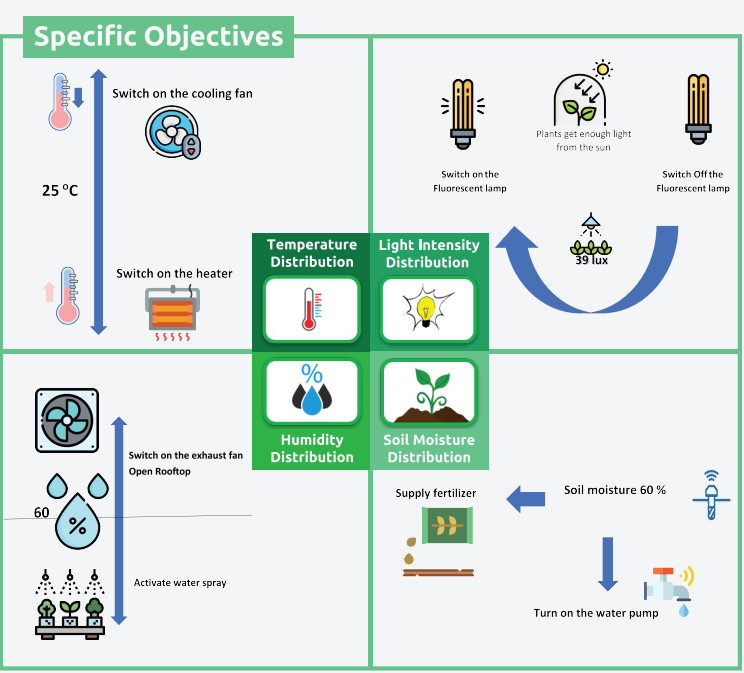 Specific Objectives
Switch on the cooling fan
25 °C
Switch on the heater
Plants get enough light
from the sun
Switch on the
Fluorescent lamp
Switch Off the
Fluorescent lamp
39 lux
Temperature
Distribution
Light Intensity
Distribution
%
Humidity
Distribution
Soil Moisture
Distribution
Switch on the exhaust fan
Open Rooftop
60
%
Activate water spray
Supply fertilizer
Soil moisture 60 %
Turn on the water pump